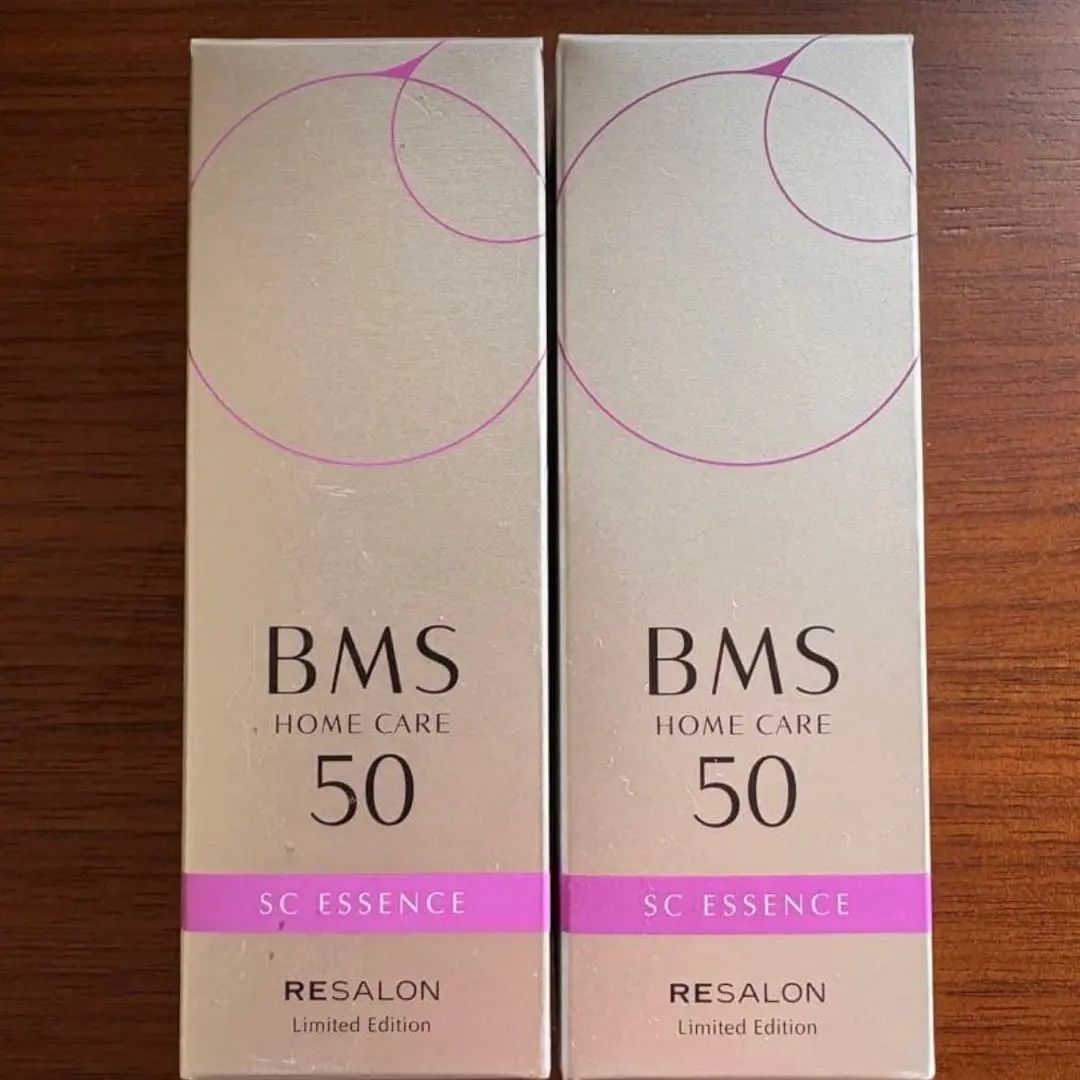 BMS
HOME CARE
50
SC ESSENCE
RESALON
Limited Edition
BMS
HOME CARE
50
SC ESSENCE
RESALON
Limited Edition